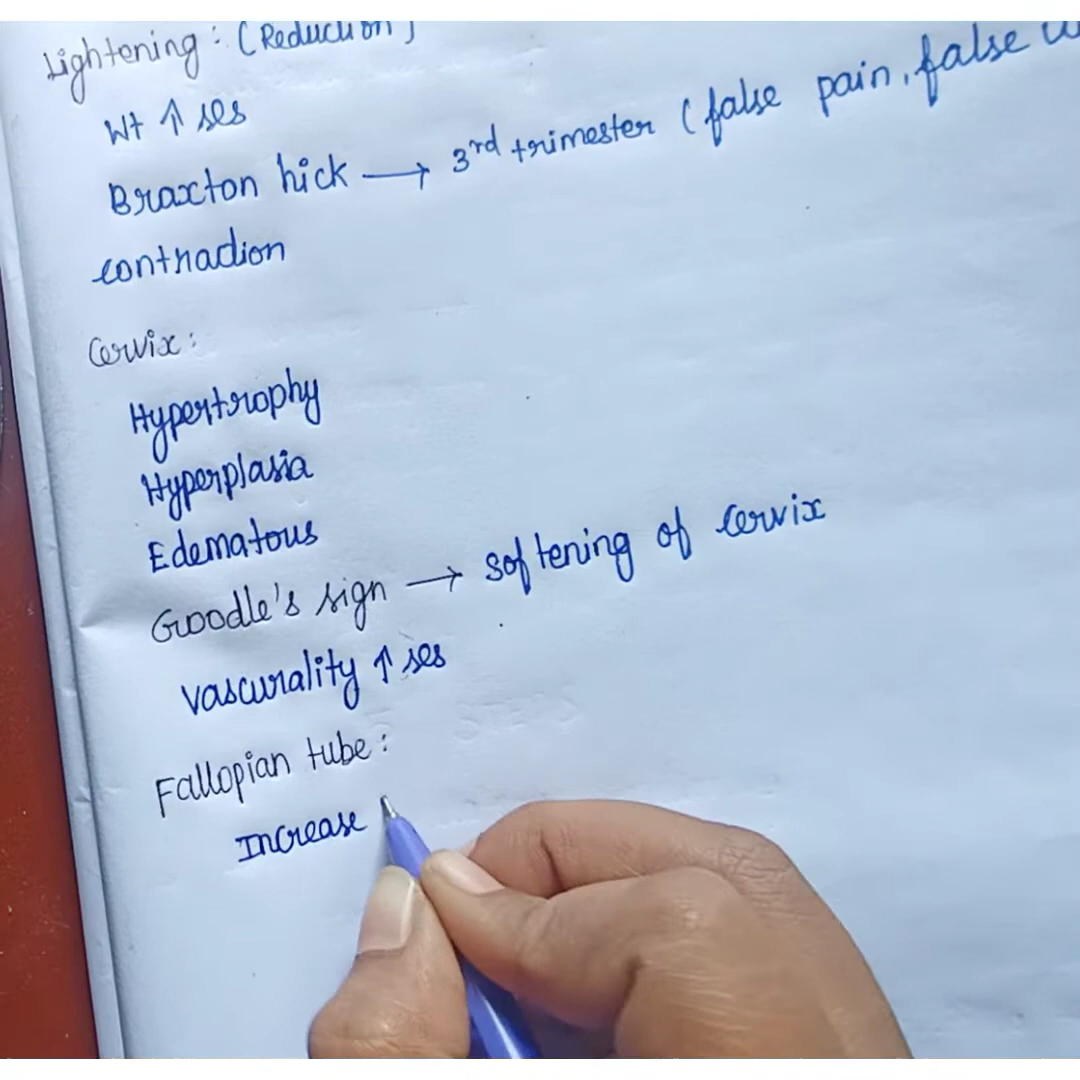 Lightening: (Reduction)
Wt ↑ses
Braxton hick → 3rd trimester (false pain, false
contraction
Cervix:
Hypertrophy
Hyperplasia
Edematous
Goodle's sign → softening of cervix
vascurality ↑ses
Fallopian tube:
Increase